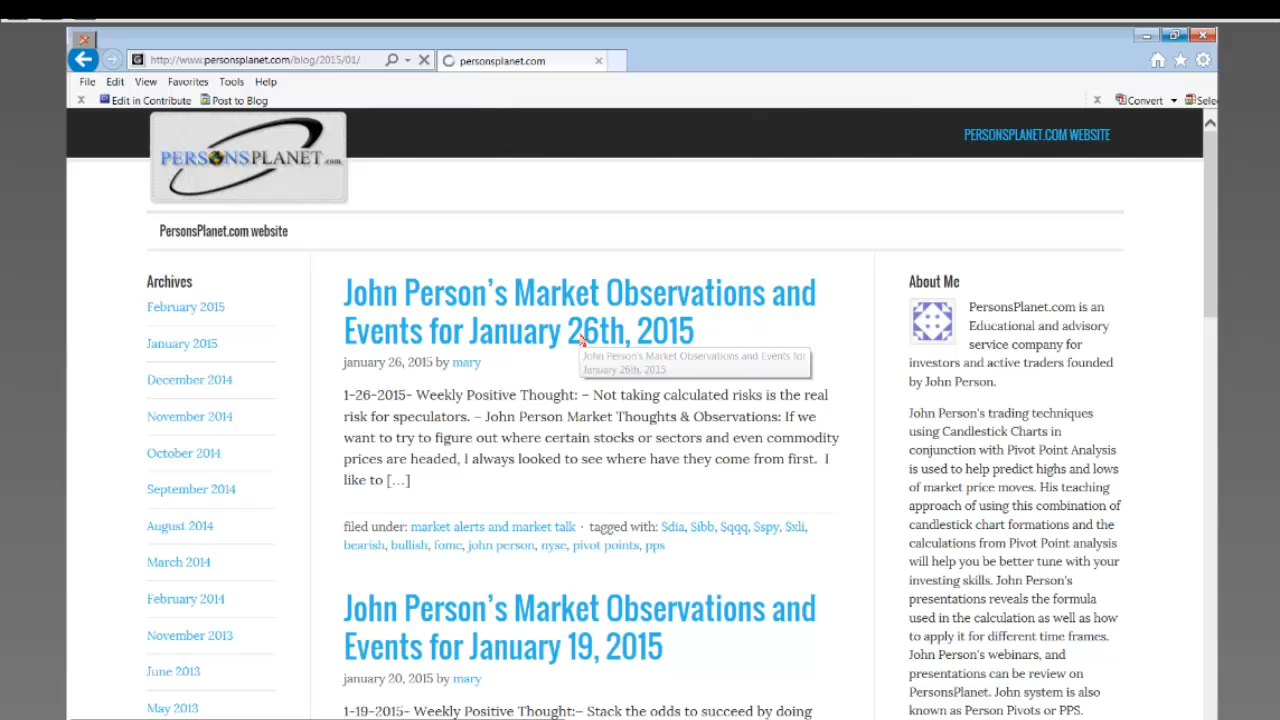 http://www.personsplanet.com/blog/2015/01/
personsplanet.com
File Edit View Favorites Tools Help
Edit in Contribute Post to Blog
Convert
Sele
PERSONSPLANET.com
PERSONSPLANET.COM WEBSITE
PersonsPlanet.com website
Archives
February 2015
January 2015
December 2014
November 2014
October 2014
September 2014
August 2014
March 2014
February 2014
November 2013
June 2013
May 2013
John Person's Market Observations and
Events for January 26th, 2015
january 26, 2015 by mary
John Person's Market Observations and Events for
January 26th, 2015
1-26-2015- Weekly Positive Thought: – Not taking calculated risks is the real
risk for speculators. – John Person Market Thoughts & Observations: If we
want to try to figure out where certain stocks or sectors and even commodity
prices are headed, I always looked to see where have they come from first. I
like to […]
filed under: market alerts and market talk · tagged with: $dia, $ibb, $qqq, $spy, $xli,
bearish, bullish, fomc, john person, nyse, pivot points, pps
John Person's Market Observations and
Events for January 19, 2015
january 20, 2015 by mary
1-19-2015- Weekly Positive Thought:– Stack the odds to succeed by doing
About Me
PersonsPlanet.com is an
Educational and advisory
service company for
investors and active traders founded
by John Person.
John Person's trading techniques
using Candlestick Charts in
conjunction with Pivot Point Analysis
is used to help predict highs and lows
of market price moves. His teaching
approach of using this combination of
candlestick chart formations and the
calculations from Pivot Point analysis
will help you be better tune with your
investing skills. John Person's
presentations reveals the formula
used in the calculation as well as how
to apply it for different time frames.
John Person's webinars, and
presentations can be review on
PersonsPlanet. John system is also
known as Person Pivots or PPS.